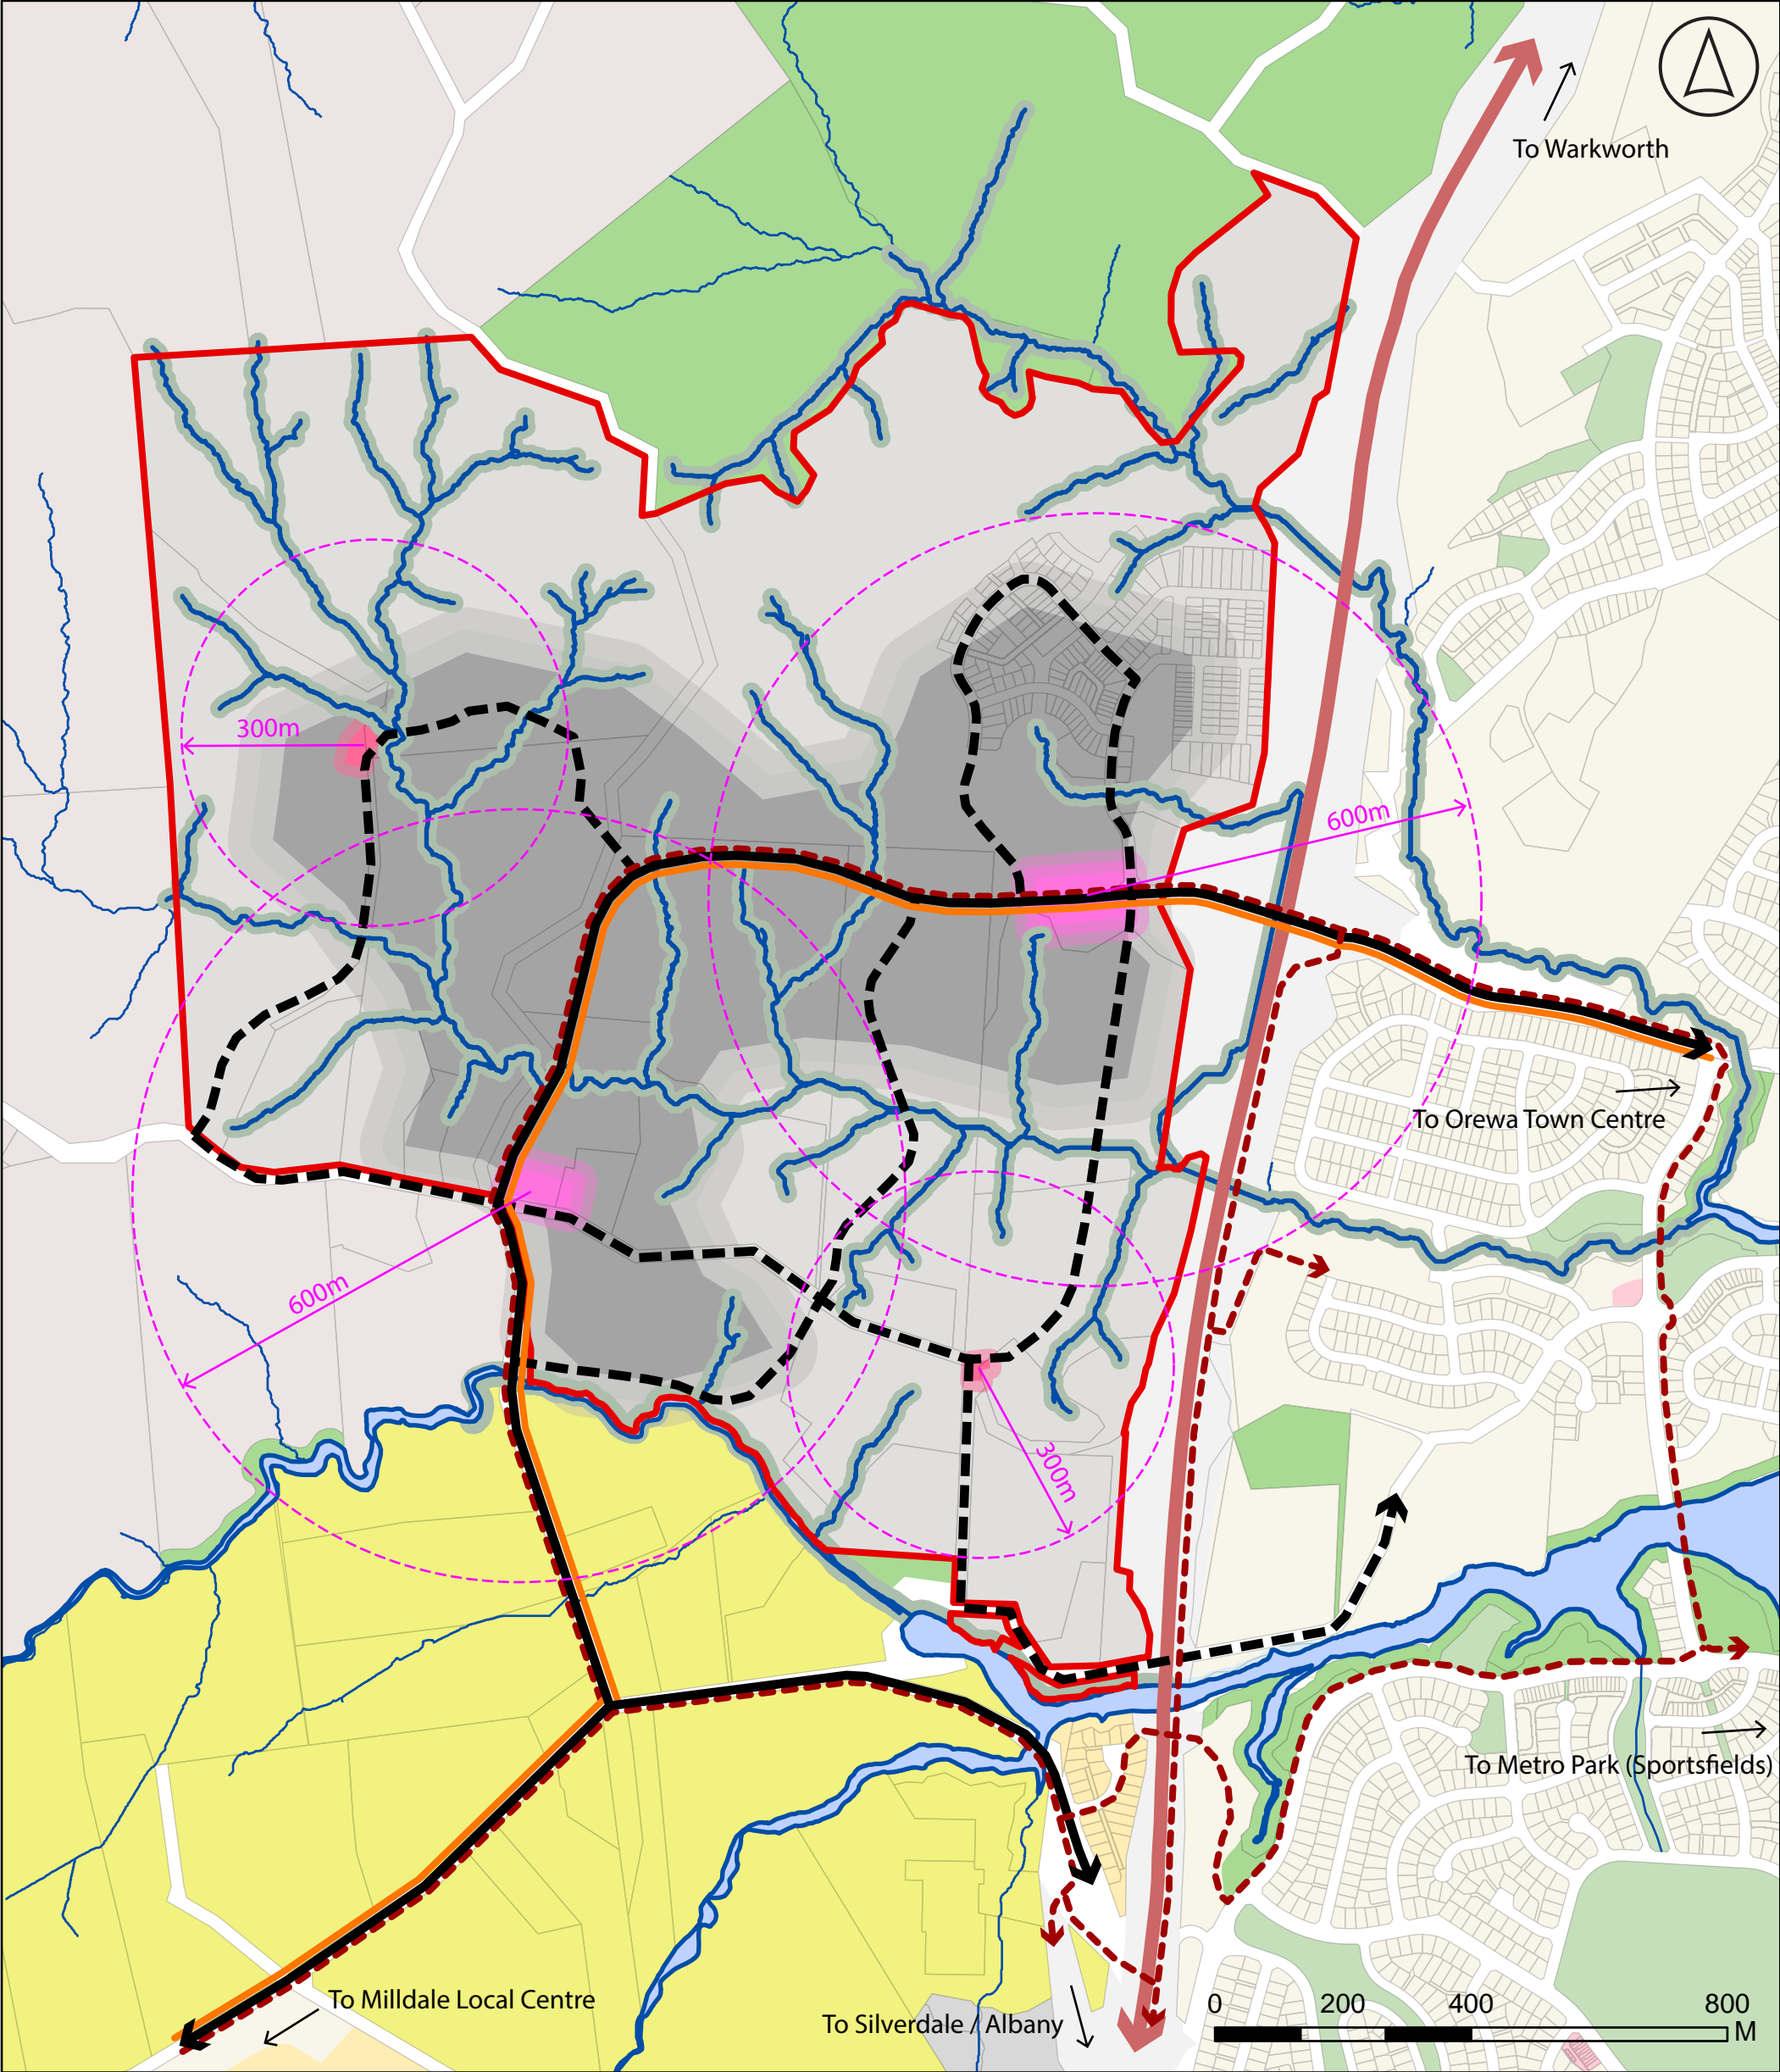 To Warkworth
300m
600m
To Orewa Town Centre
600m
300m
To Metro Park (Sportsfields)
To Milldale Local Centre
To Silverdale / Albany
0 200 400 800
M